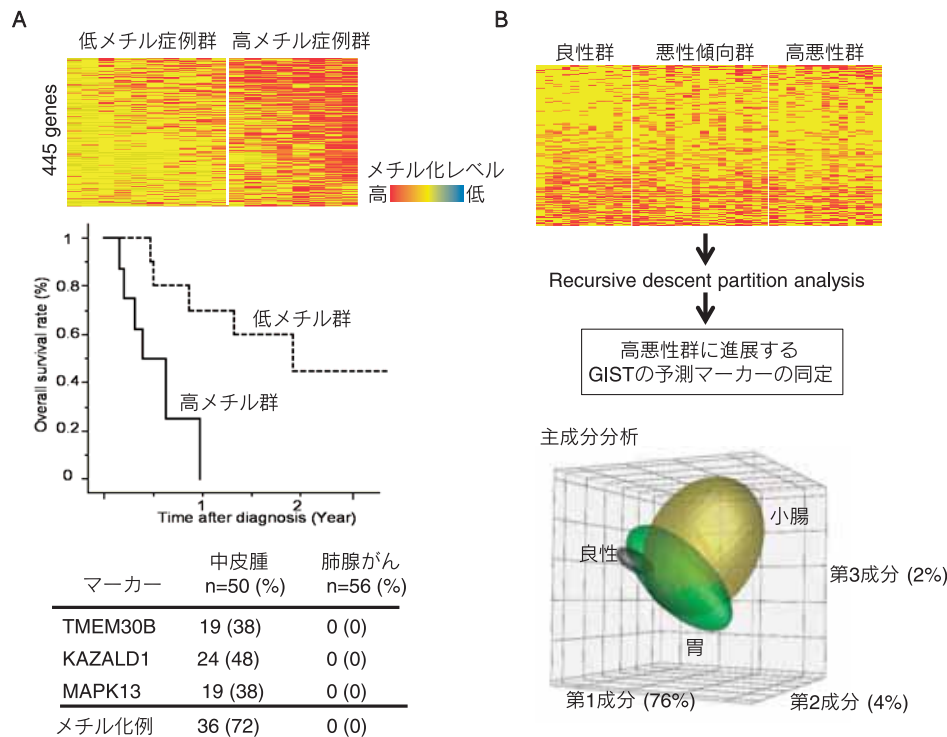 A
低メチル症例群 高メチル症例群
445 genes
メチル化レベル
高 低
1
0.8
0.6
0.4
0.2
0
Overall survival rate (%)
低メチル群
高メチル群
1 2
Time after diagnosis (Year)
中皮腫 肺腺がん
マーカー n=50 (%) n=56 (%)
TMEM30B 19 (38) 0 (0)
KAZALD1 24 (48) 0 (0)
MAPK13 19 (38) 0 (0)
メチル化例 36 (72) 0 (0)
B
良性群 悪性傾向群 高悪性群
Recursive descent partition analysis
高悪性群に進展する
GISTの予測マーカーの同定
主成分分析
小腸
良性
第3成分 (2%)
胃
第1成分 (76%)
第2成分 (4%)